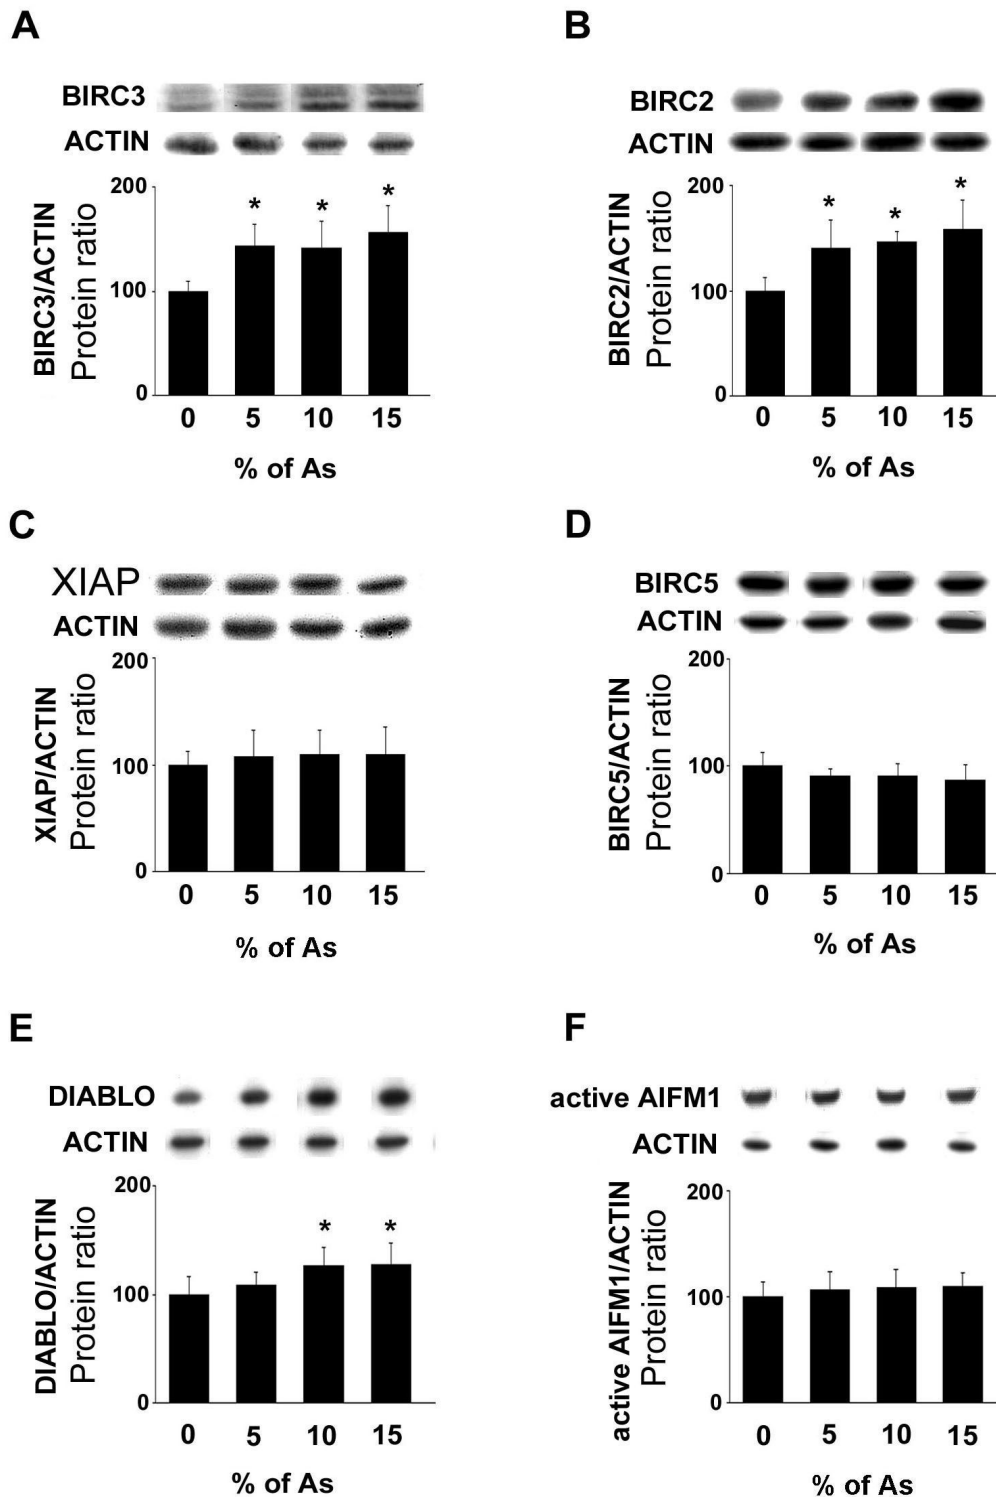 A
BIRC3
ACTIN
BIRC3/ACTIN
Protein ratio
200
100
0
* * *
0 5 10 15
% of As
B
BIRC2
ACTIN
BIRC2/ACTIN
Protein ratio
200
100
0
* * *
0 5 10 15
% of As
C
XIAP
ACTIN
XIAP/ACTIN
Protein ratio
200
100
0
0 5 10 15
% of As
D
BIRC5
ACTIN
BIRC5/ACTIN
Protein ratio
200
100
0
0 5 10 15
% of As
E
DIABLO
ACTIN
DIABLO/ACTIN
Protein ratio
200
100
0
* *
0 5 10 15
% of As
F
active AIFM1
ACTIN
active AIFM1/ACTIN
Protein ratio
200
100
0
0 5 10 15
% of As